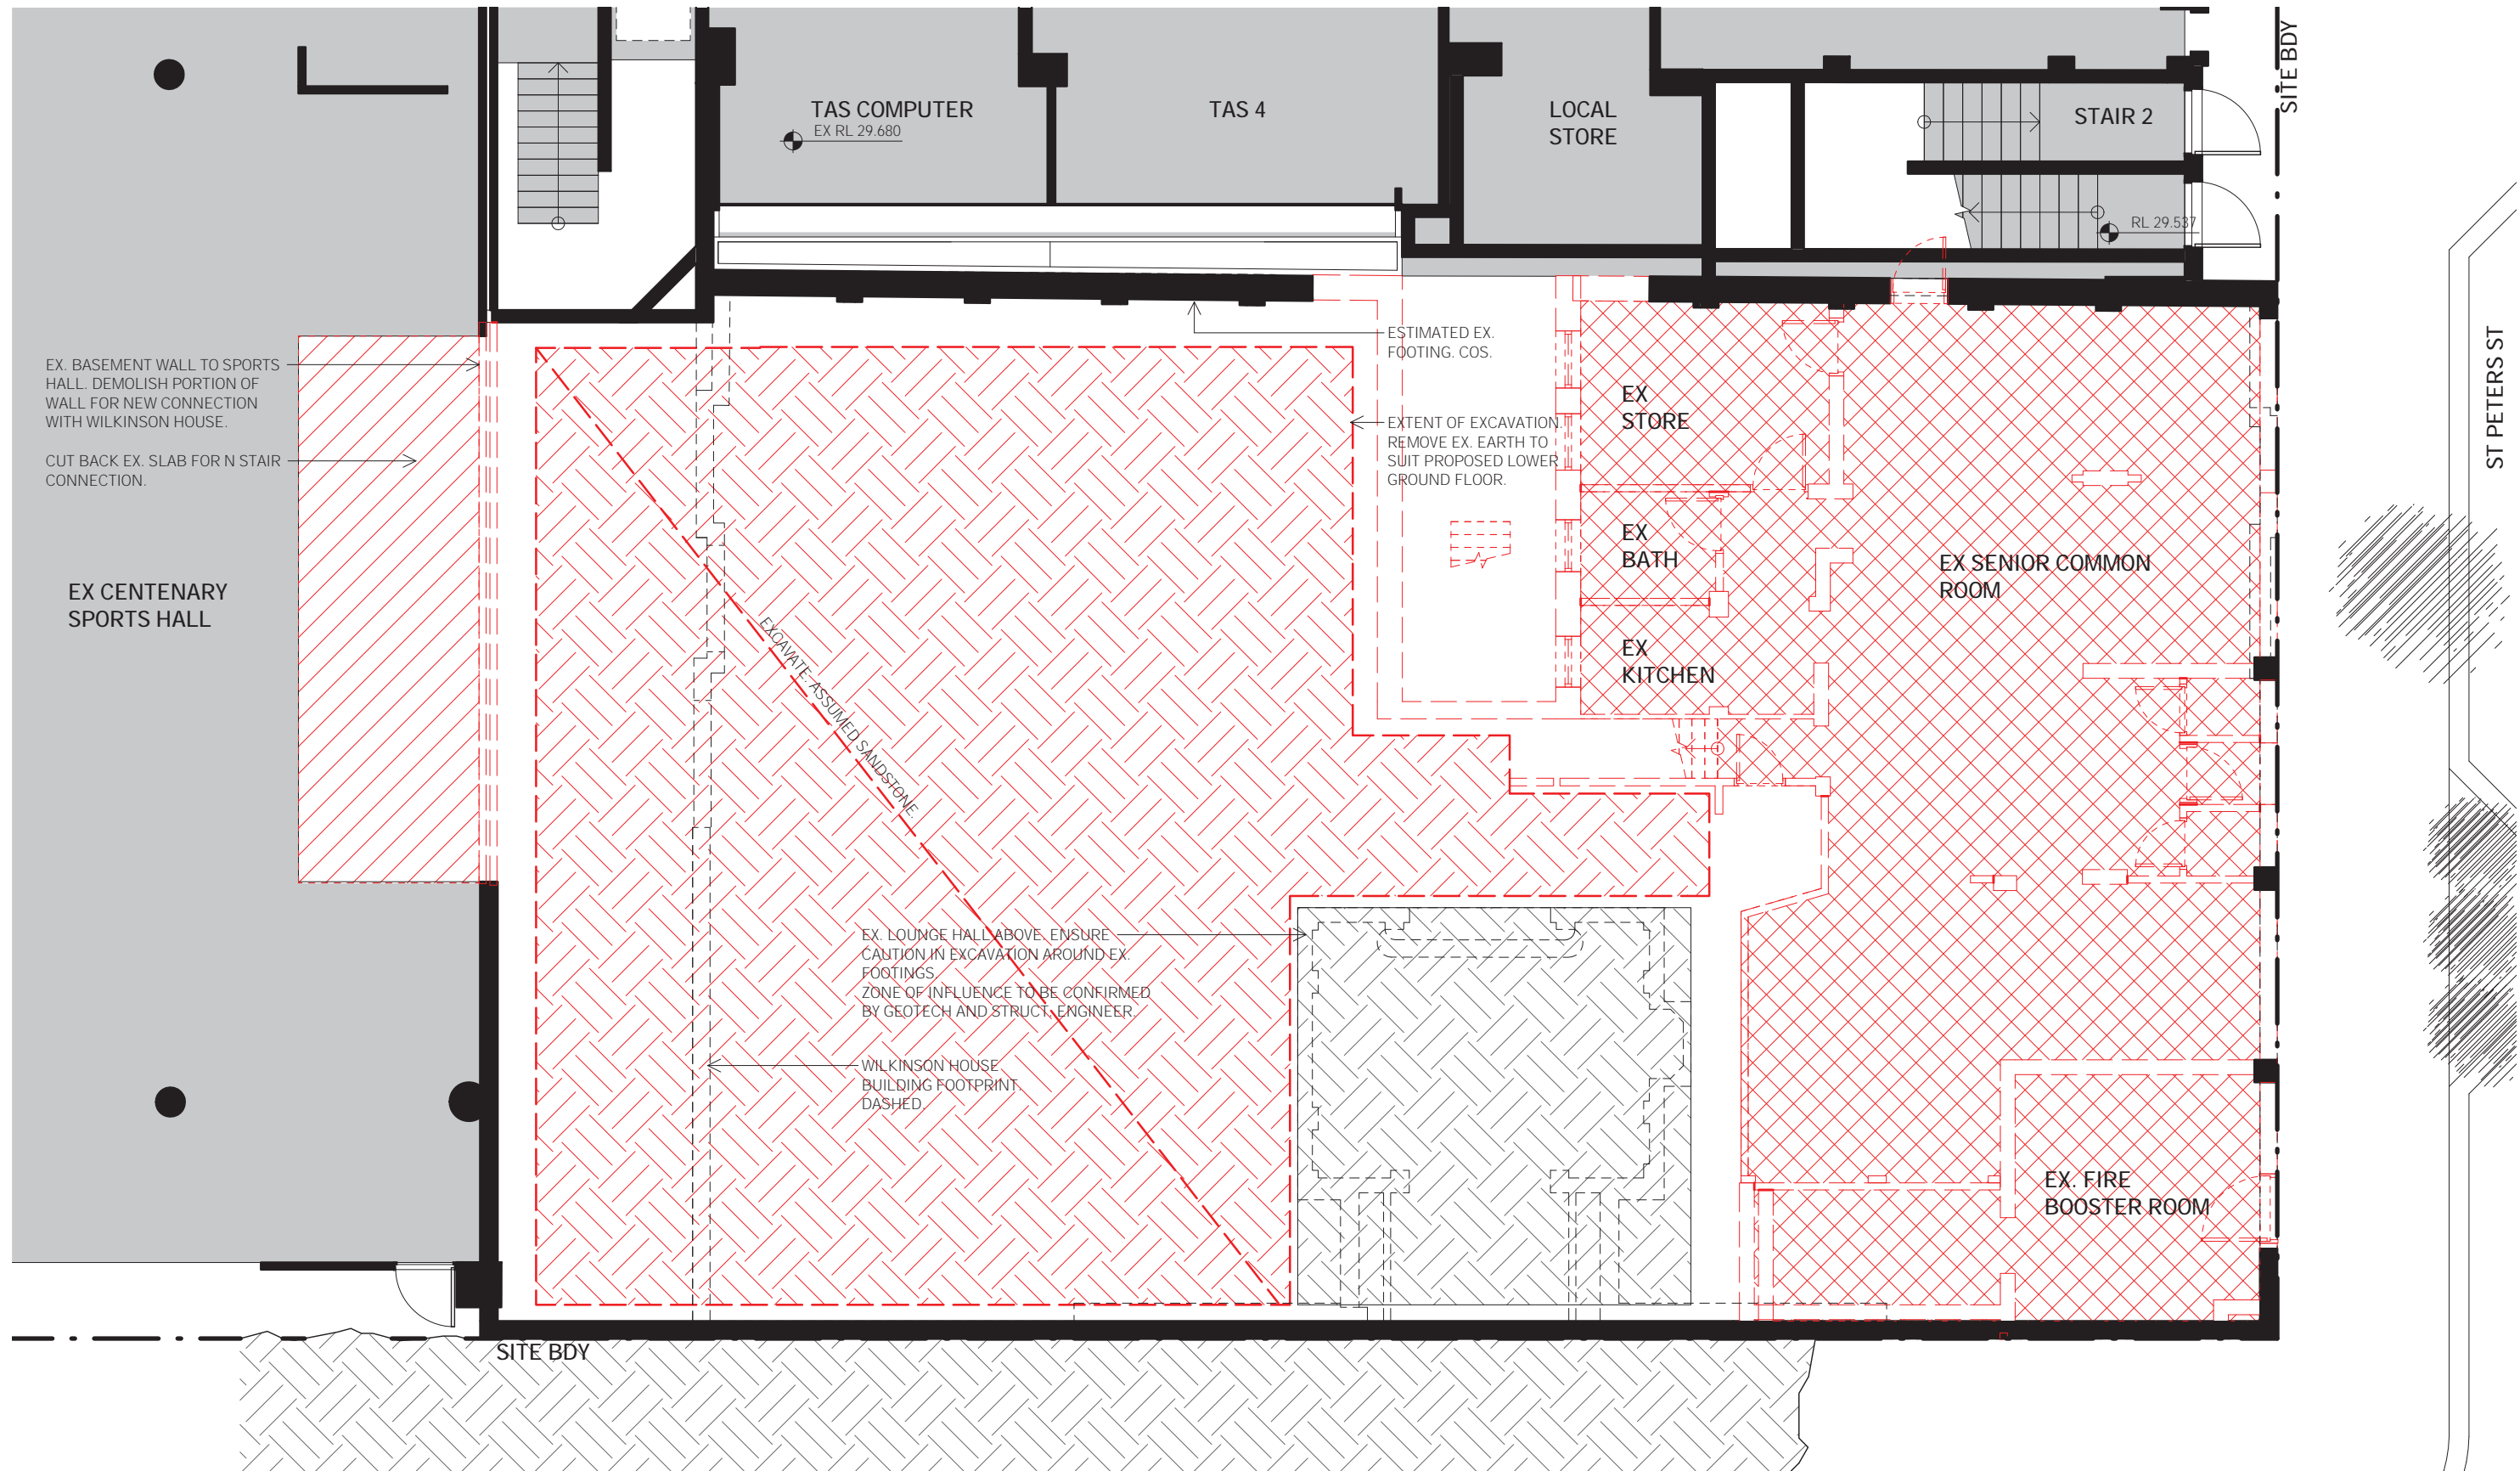 TAS COMPUTER
EX RL 29.680
TAS 4
LOCAL
STORE
STAIR 2
RL 29.537
SITE BDY
ST PETERS ST
EX. BASEMENT WALL TO SPORTS
HALL. DEMOLISH PORTION OF
WALL FOR NEW CONNECTION
WITH WILKINSON HOUSE.
CUT BACK EX. SLAB FOR N STAIR
CONNECTION.
EX CENTENARY
SPORTS HALL
ESTIMATED EX.
FOOTING. COS.
EXTENT OF EXCAVATION.
REMOVE EX. EARTH TO
SUIT PROPOSED LOWER
GROUND FLOOR.
EX
STORE
EX
BATH
EX
KITCHEN
EX SENIOR COMMON
ROOM
EXCAVATE. ASSUMED SANDSTONE.
EX. LOUNGE HALL ABOVE. ENSURE
CAUTION IN EXCAVATION AROUND EX.
FOOTINGS.
ZONE OF INFLUENCE TO BE CONFIRMED
BY GEOTECH AND STRUCT. ENGINEER.
WILKINSON HOUSE
BUILDING FOOTPRINT
DASHED.
EX. FIRE
BOOSTER ROOM
SITE BDY